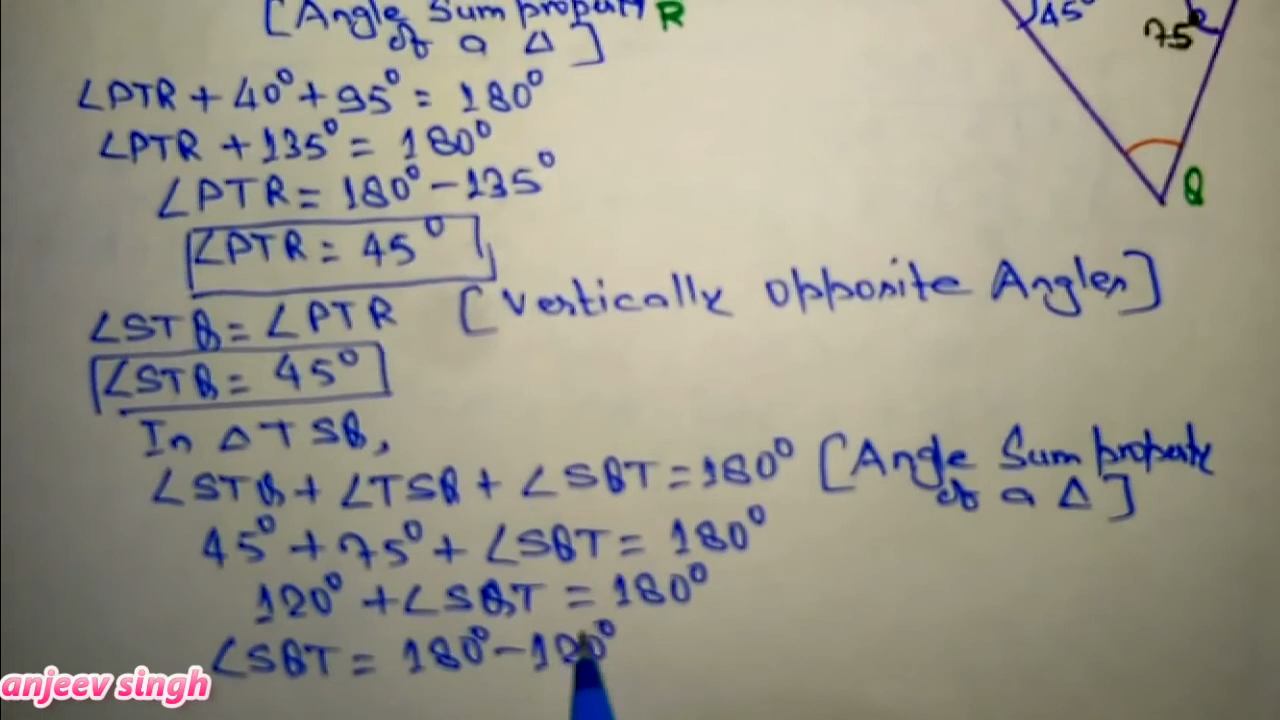 [Angle Sum property R
of a Δ]
45°
75°
∠PTR + 40° + 95° = 180°
∠PTR + 135° = 180°
∠PTR = 180° - 135°
Q
∠PTR = 45°
∠STQ = ∠PTR [Vertically opposite Angles]
∠STQ = 45°
In Δ TSQ,
∠STQ + ∠TSQ + ∠SQT = 180° [Angle Sum property
of a Δ]
45° + 75° + ∠SQT = 180°
120° + ∠SQT = 180°
∠SQT = 180° - 120°
anjeev singh